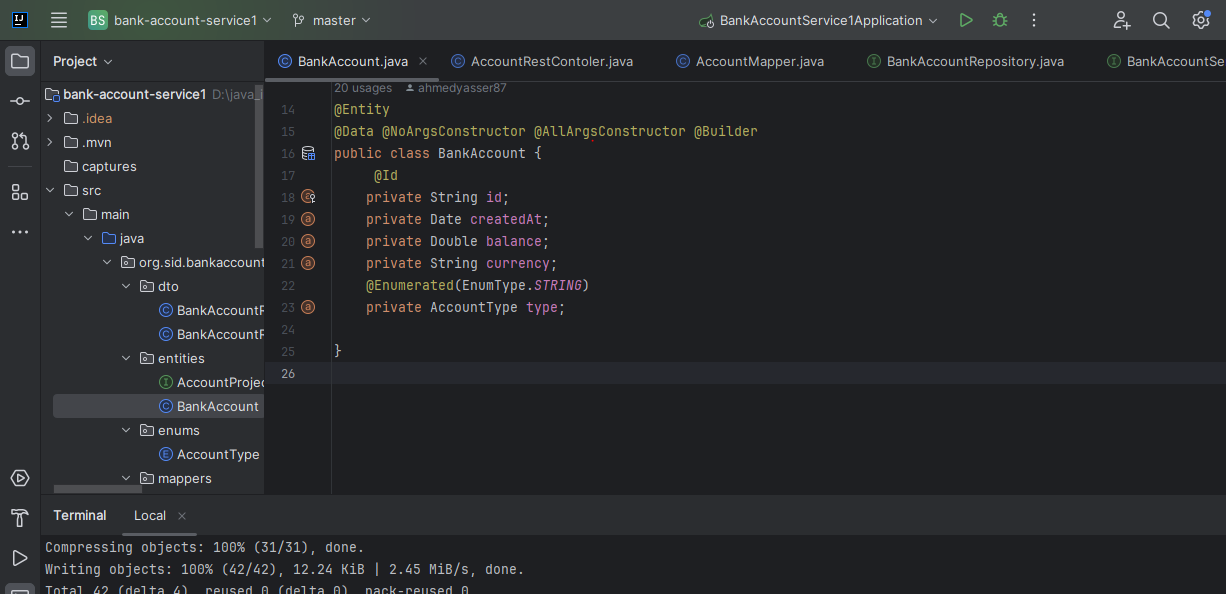 BS bank-account-service1 master BankAccountService1Application
Project
BankAccount.java AccountRestContoler.java AccountMapper.java BankAccountRepository.java BankAccountSe
bank-account-service1 D:\java_i
.idea
.mvn
captures
src
main
java
org.sid.bankaccount
dto
BankAccountR
BankAccountR
entities
AccountProjec
BankAccount
enums
AccountType
mappers
20 usages ahmedyasser87
14 @Entity
15 @Data @NoArgsConstructor @AllArgsConstructor @Builder
16 public class BankAccount {
17 @Id
18 private String id;
19 private Date createdAt;
20 private Double balance;
21 private String currency;
22 @Enumerated(EnumType.STRING)
23 private AccountType type;
24
25 }
26
Terminal Local
Compressing objects: 100% (31/31), done.
Writing objects: 100% (42/42), 12.24 KiB | 2.45 MiB/s, done.
Total 42 (delta 4), reused 0 (delta 0), pack-reused 0